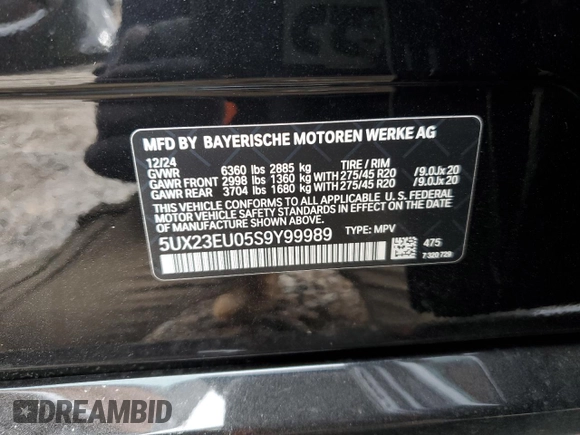 MFD BY BAYERISCHE MOTOREN WERKE AG
12/24
GVWR 6360 lbs 2885 kg TIRE / RIM
GAWR FRONT 2998 lbs 1360 kg WITH 275/45 R20 /9.0Jx20
GAWR REAR 3704 lbs 1680 kg WITH 275/45 R20 /9.0Jx20
THIS VEHICLE CONFORMS TO ALL APPLICABLE U. S. FEDERAL
MOTOR VEHICLE SAFETY STANDARDS IN EFFECT ON THE DATE OF
MANUFACTURE SHOWN ABOVE.
5UX23EU05S9Y99989 TYPE: MPV
475
7 320 729
DREAMBID